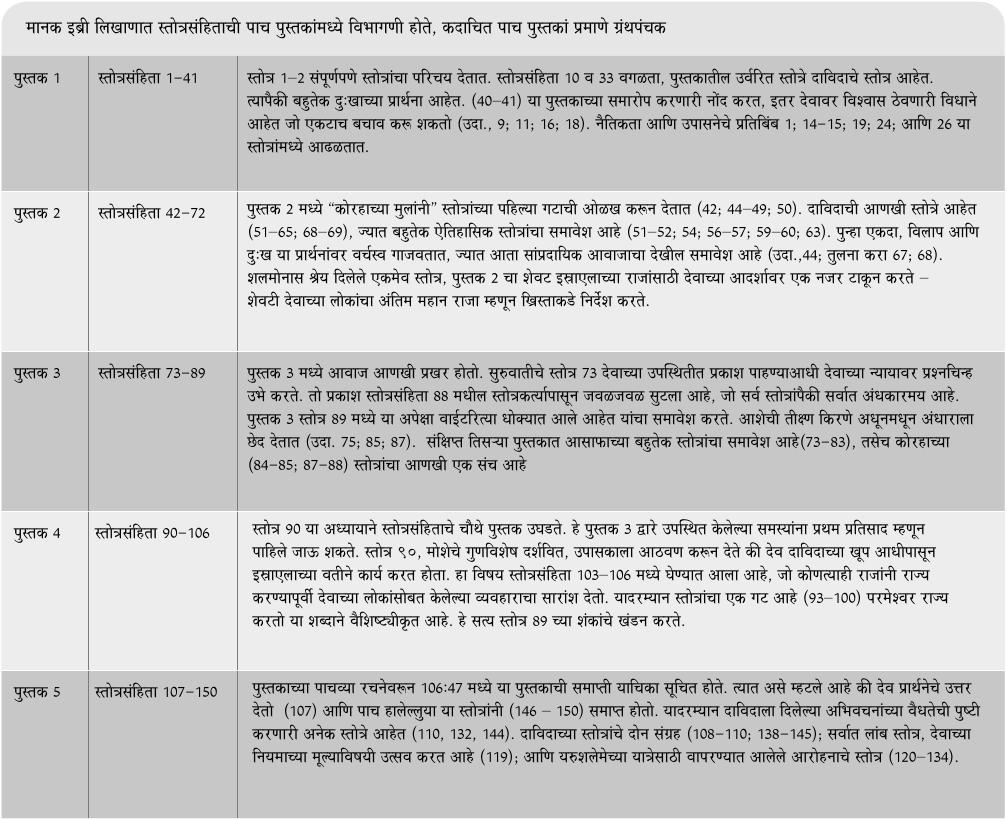 मानक इब्री लिखाणात स्तोत्रसंहिताची पाच पुस्तकांमध्ये विभागणी होते, कदाचित पाच पुस्तकां प्रमाणे ग्रंथपंचक
पुस्तक 1
स्तोत्रसंहिता 1–41
स्तोत्र 1–2 संपूर्णपणे स्तोत्रांचा परिचय देतात. स्तोत्रसंहिता 10 व 33 वगळता, पुस्तकातील उर्वरित स्तोत्रे दाविदाचे स्तोत्र आहेत.
त्यापैकी बहुतेक दुःखाच्या प्रार्थना आहेत. (40–41) या पुस्तकाच्या समारोप करणारी नोंद करत, इतर देवावर विश्वास ठेवणारी विधाने
आहेत जो एकटाच बचाव करू शकतो (उदा., 9; 11; 16; 18). नैतिकता आणि उपासनेचे प्रतिबिंब 1; 14–15; 19; 24; आणि 26 या
स्तोत्रांमध्ये आढळतात.
पुस्तक 2
स्तोत्रसंहिता 42–72
पुस्तक 2 मध्ये “कोरहाच्या मुलांनी” स्तोत्रांच्या पहिल्या गटाची ओळख करून देतात (42; 44–49; 50). दाविदाची आणखी स्तोत्रे आहेत
(51–65; 68–69), ज्यात बहुतेक ऐतिहासिक स्तोत्रांचा समावेश आहे (51–52; 54; 56–57; 59–60; 63). पुन्हा एकदा, विलाप आणि
दुःख या प्रार्थनांवर वर्चस्व गाजवतात, ज्यात आता सांप्रदायिक आवाजाचा देखील समावेश आहे (उदा.,44; तुलना करा 67; 68).
शलमोनास श्रेय दिलेले एकमेव स्तोत्र, पुस्तक 2 चा शेवट इस्राएलाच्या राजांसाठी देवाच्या आदर्शावर एक नजर टाकून करते –
शेवटी देवाच्या लोकांचा अंतिम महान राजा म्हणून ख्रिस्ताकडे निर्देश करते.
पुस्तक 3
स्तोत्रसंहिता 73–89
पुस्तक 3 मध्ये आवाज आणखी प्रखर होतो. सुरुवातीचे स्तोत्र 73 देवाच्या उपस्थितीत प्रकाश पाहण्याआधी देवाच्या न्यायावर प्रश्नचिन्ह
उभे करते. तो प्रकाश स्तोत्रसंहिता 88 मधील स्तोत्रकर्त्यापासून जवळजवळ सुटला आहे, जो सर्व स्तोत्रांपैकी सर्वात अंधकारमय आहे.
पुस्तक 3 स्तोत्र 89 मध्ये या अपेक्षा वाईटरित्या धोक्यात आले आहेत यांचा समावेश करते. आशेची तीक्ष्ण किरणे अधूनमधून अंधाराला
छेद देतात (उदा. 75; 85; 87). संक्षिप्त तिसऱ्या पुस्तकात आसाफाच्या बहुतेक स्तोत्रांचा समावेश आहे(73–83), तसेच कोरहाच्या
(84–85; 87–88) स्तोत्रांचा आणखी एक संच आहे
पुस्तक 4
स्तोत्रसंहिता 90–106
स्तोत्र 90 या अध्यायाने स्तोत्रसंहिताचे चौथे पुस्तक उघडते. हे पुस्तक 3 द्वारे उपस्थित केलेल्या समस्यांना प्रथम प्रतिसाद म्हणून
पाहिले जाऊ शकते. स्तोत्र ९०, मोशेचे गुणविशेष दर्शवित, उपासकाला आठवण करून देते की देव दाविदाच्या खूप आधीपासून
इस्राएलाच्या वतीने कार्य करत होता. हा विषय स्तोत्रसंहिता 103–106 मध्ये घेण्यात आला आहे, जो कोणत्याही राजांनी राज्य
करण्यापूर्वी देवाच्या लोकांसोबत केलेल्या व्यवहाराचा सारांश देतो. यादरम्यान स्तोत्रांचा एक गट आहे (93–100) परमेश्वर राज्य
करतो या शब्दाने वैशिष्ट्यीकृत आहे. हे सत्य स्तोत्र 89 च्या शंकांचे खंडन करते.
पुस्तक 5
स्तोत्रसंहिता 107–150
पुस्तकाच्या पाचव्या रचनेवरून 106:47 मध्ये या पुस्तकाची समाप्ती याचिका सूचित होते. त्यात असे म्हटले आहे की देव प्रार्थनेचे उत्तर
देतो (107) आणि पाच हालेल्लुया या स्तोत्रांनी (146 – 150) समाप्त होतो. यादरम्यान दाविदाला दिलेल्या अभिवचनांच्या वैधतेची पुष्टी
करणारी अनेक स्तोत्रे आहेत (110, 132, 144). दाविदाच्या स्तोत्रांचे दोन संग्रह (108–110; 138–145); सर्वात लांब स्तोत्र, देवाच्या
नियमाच्या मूल्याविषयी उत्सव करत आहे (119); आणि यरुशलेमेच्या यात्रेसाठी वापरण्यात आलेले आरोहनाचे स्तोत्र (120–134).